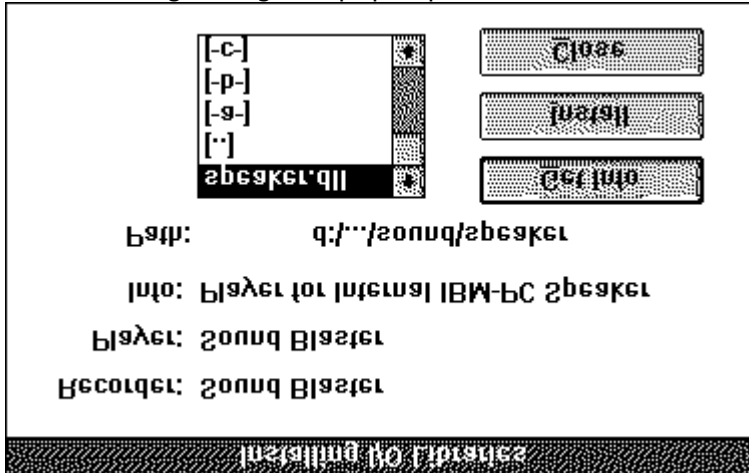 Installing I/O Libraries
Recorder: Sound Blaster
Player: Sound Blaster
Info: Player for Internal IBM-PC Speaker
Path: d:\...\sound\speaker
speaker.dll
[..]
[-a-]
[-b-]
[-c-]
Get Info
Install
Close